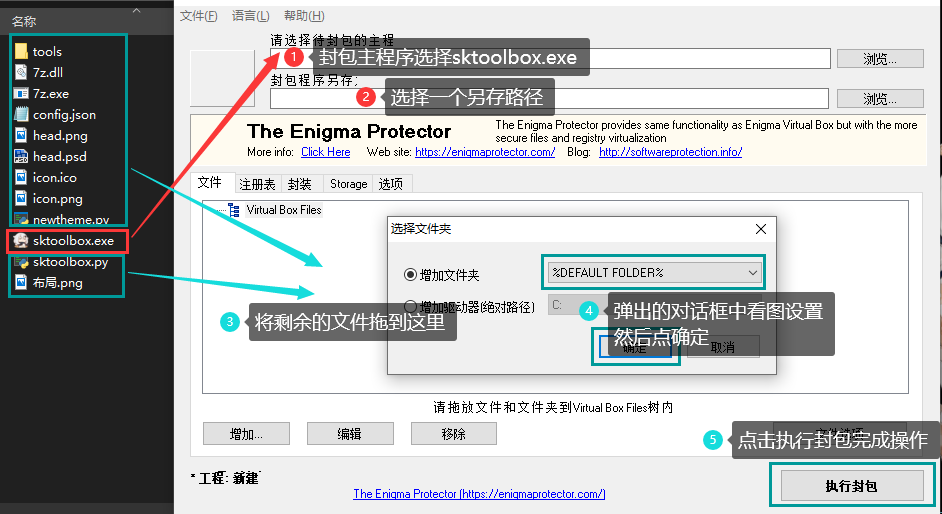 名称
tools
7z.dll
7z.exe
config.json
head.png
head.psd
icon.ico
icon.png
newtheme.py
sktoolbox.exe
sktoolbox.py
布局.png
文件(F) 语言(L) 帮助(H)
请选择待封包的主程
1 封包主程序选择sktoolbox.exe
浏览...
封包程序另存:
2 选择一个另存路径
浏览...
The Enigma Protector
The Enigma Protector provides same functionality as Enigma Virtual Box but with the more
secure files and registry virtualization
More info: Click Here Web site: https://enigmaprotector.com/ Blog: http://softwareprotection.info/
文件 注册表 封装 Storage 选项
Virtual Box Files
选择文件夹
增加文件夹
%DEFAULT FOLDER%
增加驱动器(绝对路径)
C:
3 将剩余的文件拖到这里
4 弹出的对话框中看图设置
然后点确定
确定 取消
请拖放文件和文件夹到Virtual Box Files树内
增加... 编辑 移除
文件选项
5 点击执行封包完成操作
* 工程: 新建
The Enigma Protector (https://enigmaprotector.com/)
执行封包